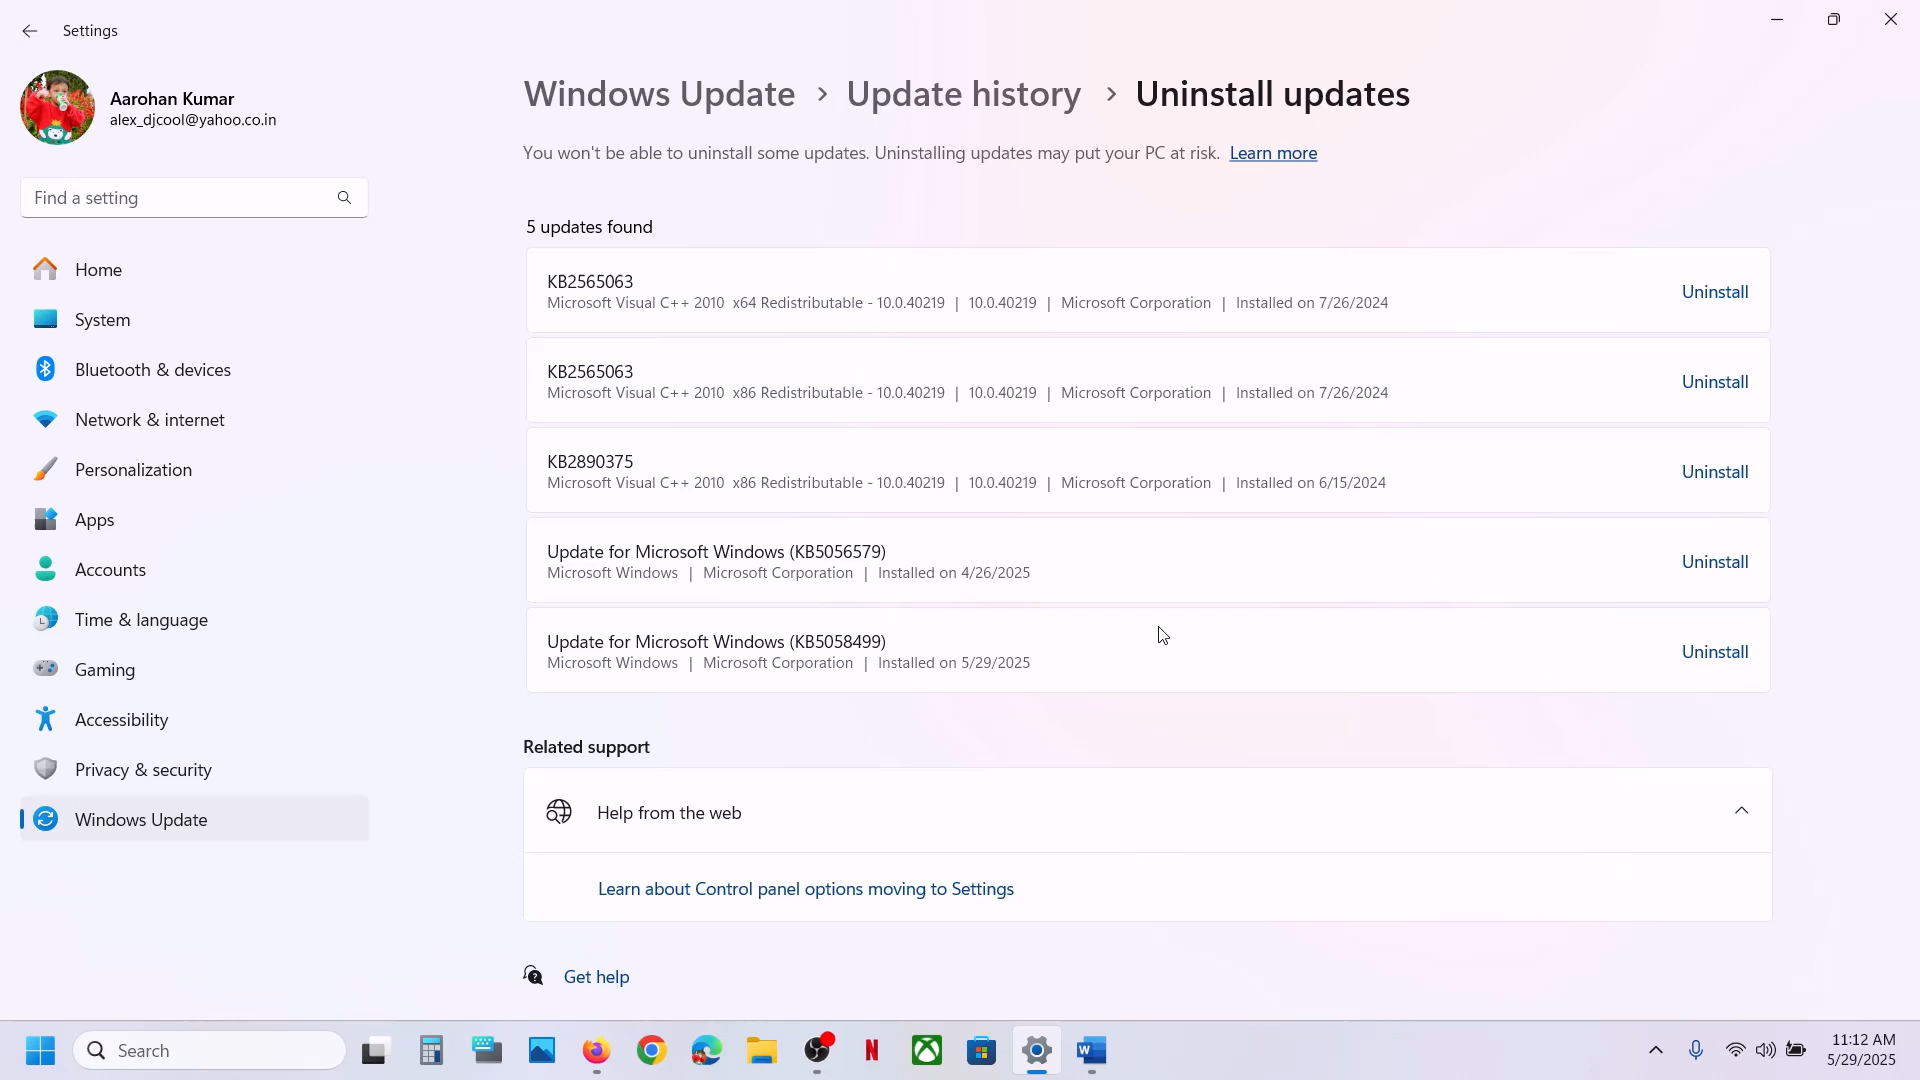 Settings
Aarohan Kumar
alex_djcool@yahoo.co.in
Find a setting
Home
System
Bluetooth & devices
Network & internet
Personalization
Apps
Accounts
Time & language
Gaming
Accessibility
Privacy & security
Windows Update
Windows Update > Update history > Uninstall updates
You won't be able to uninstall some updates. Uninstalling updates may put your PC at risk. Learn more
5 updates found
KB2565063
Microsoft Visual C++ 2010 x64 Redistributable - 10.0.40219 | 10.0.40219 | Microsoft Corporation | Installed on 7/26/2024
Uninstall
KB2565063
Microsoft Visual C++ 2010 x86 Redistributable - 10.0.40219 | 10.0.40219 | Microsoft Corporation | Installed on 7/26/2024
Uninstall
KB2890375
Microsoft Visual C++ 2010 x86 Redistributable - 10.0.40219 | 10.0.40219 | Microsoft Corporation | Installed on 6/15/2024
Uninstall
Update for Microsoft Windows (KB5056579)
Microsoft Windows | Microsoft Corporation | Installed on 4/26/2025
Uninstall
Update for Microsoft Windows (KB5058499)
Microsoft Windows | Microsoft Corporation | Installed on 5/29/2025
Uninstall
Related support
Help from the web
Learn about Control panel options moving to Settings
Get help
Search
N
W
11:12 AM
5/29/2025